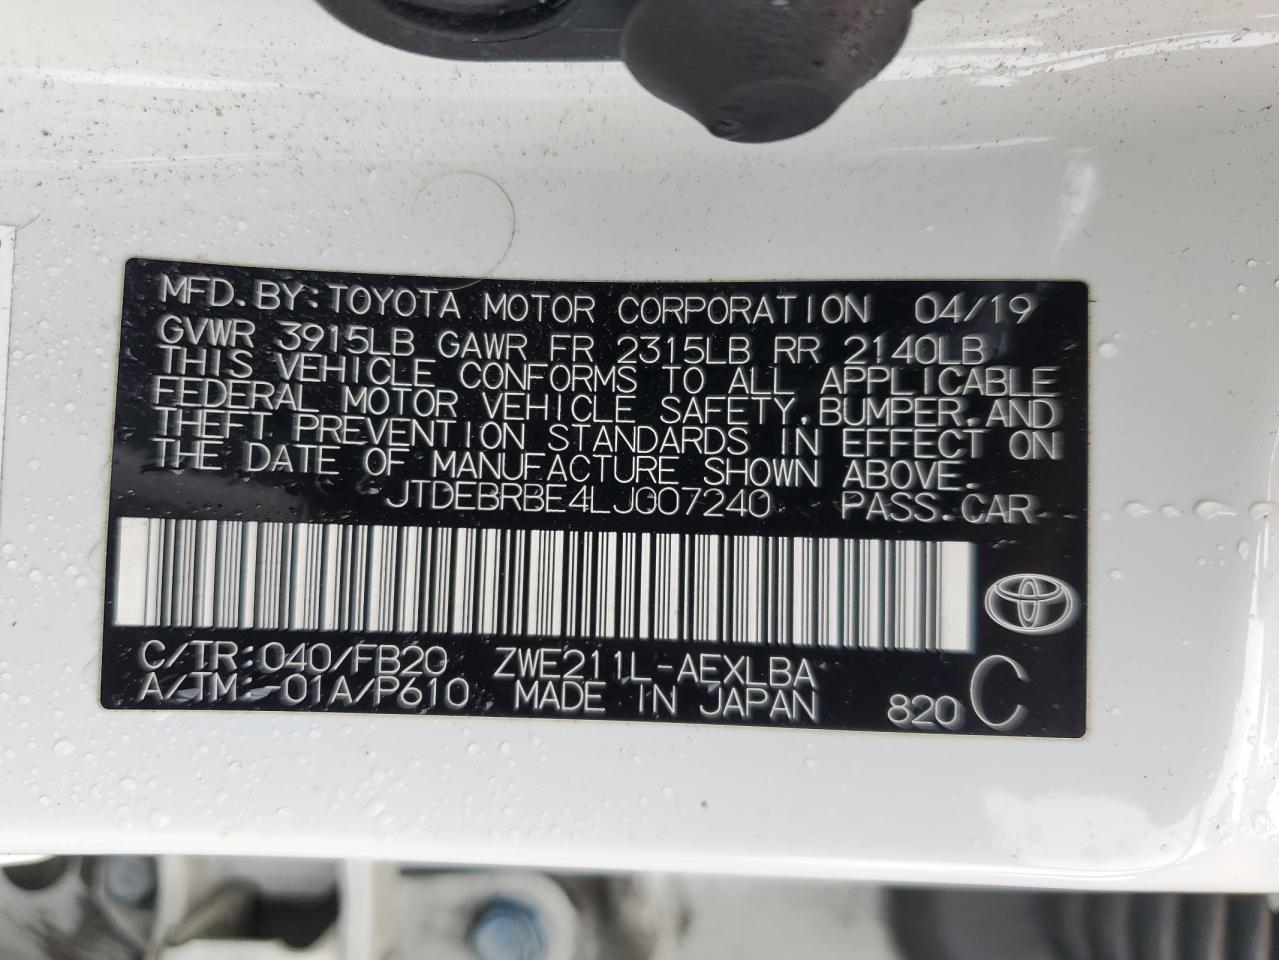 MFD.BY:TOYOTA MOTOR CORPORATION 04/19
GVWR 3915LB GAWR FR 2315LB RR 2140LB
THIS VEHICLE CONFORMS TO ALL APPLICABLE
FEDERAL MOTOR VEHICLE SAFETY,BUMPER,AND
THEFT PREVENTION STANDARDS IN EFFECT ON
THE DATE OF MANUFACTURE SHOWN ABOVE.
JTDEBRBE4LJ007240 PASS.CAR
C/TR:040/FB20 ZWE211L-AEXLBA
A/TM:-01A/P610 MADE IN JAPAN 820 C